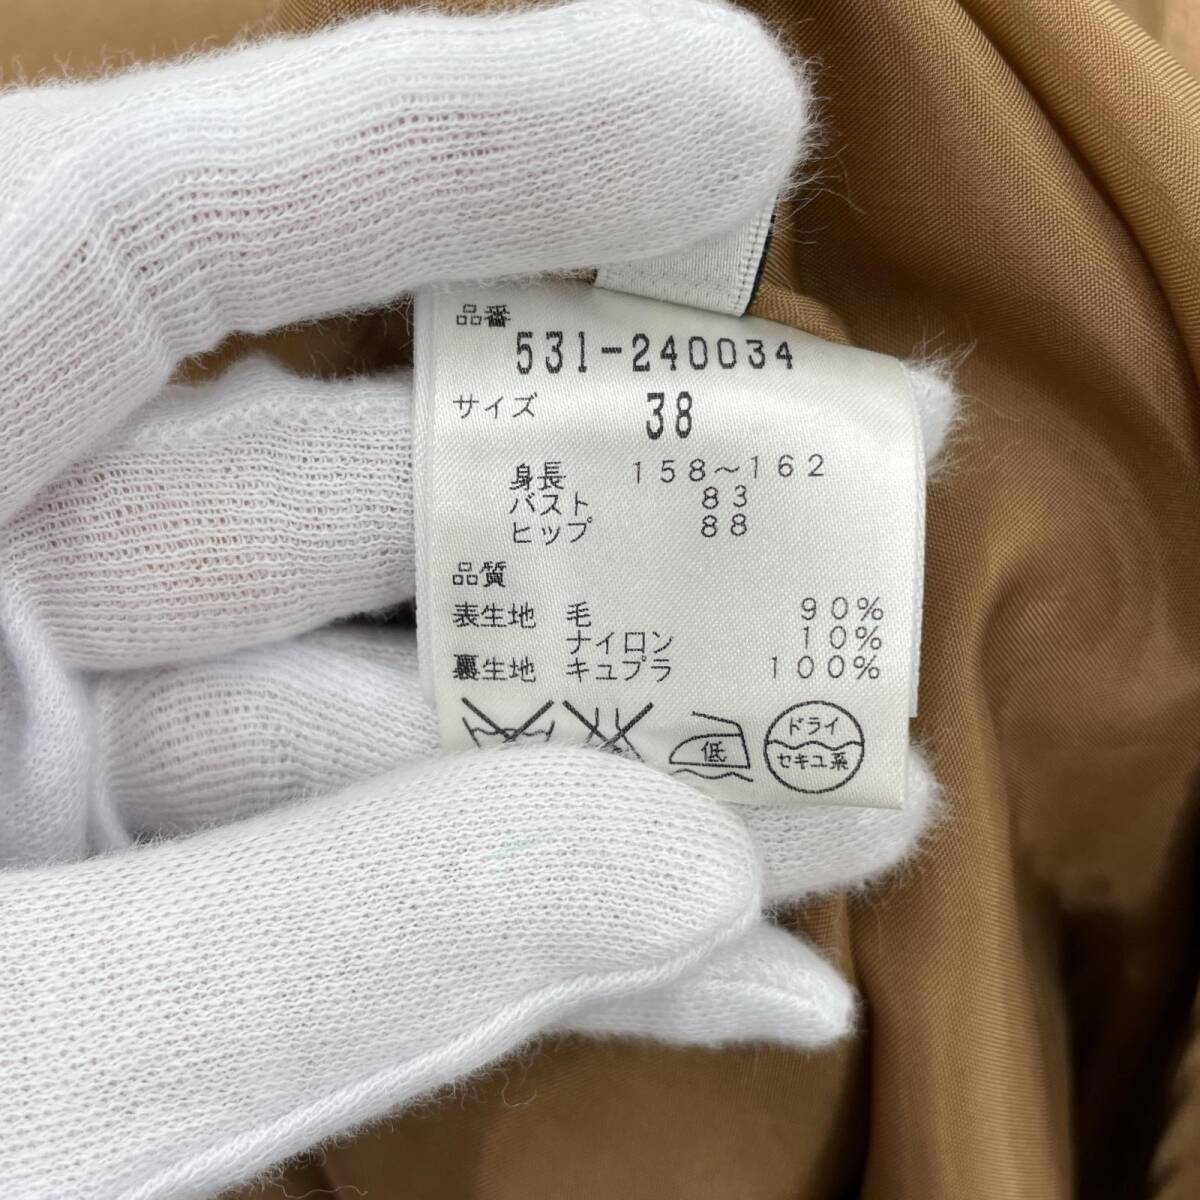 品番
531-240034
サイズ 38
身長 158～162
バスト 83
ヒップ 88
品質
表生地 毛 90%
ナイロン 10%
裏生地 キュプラ 100%
低
ドライ
セキユ系